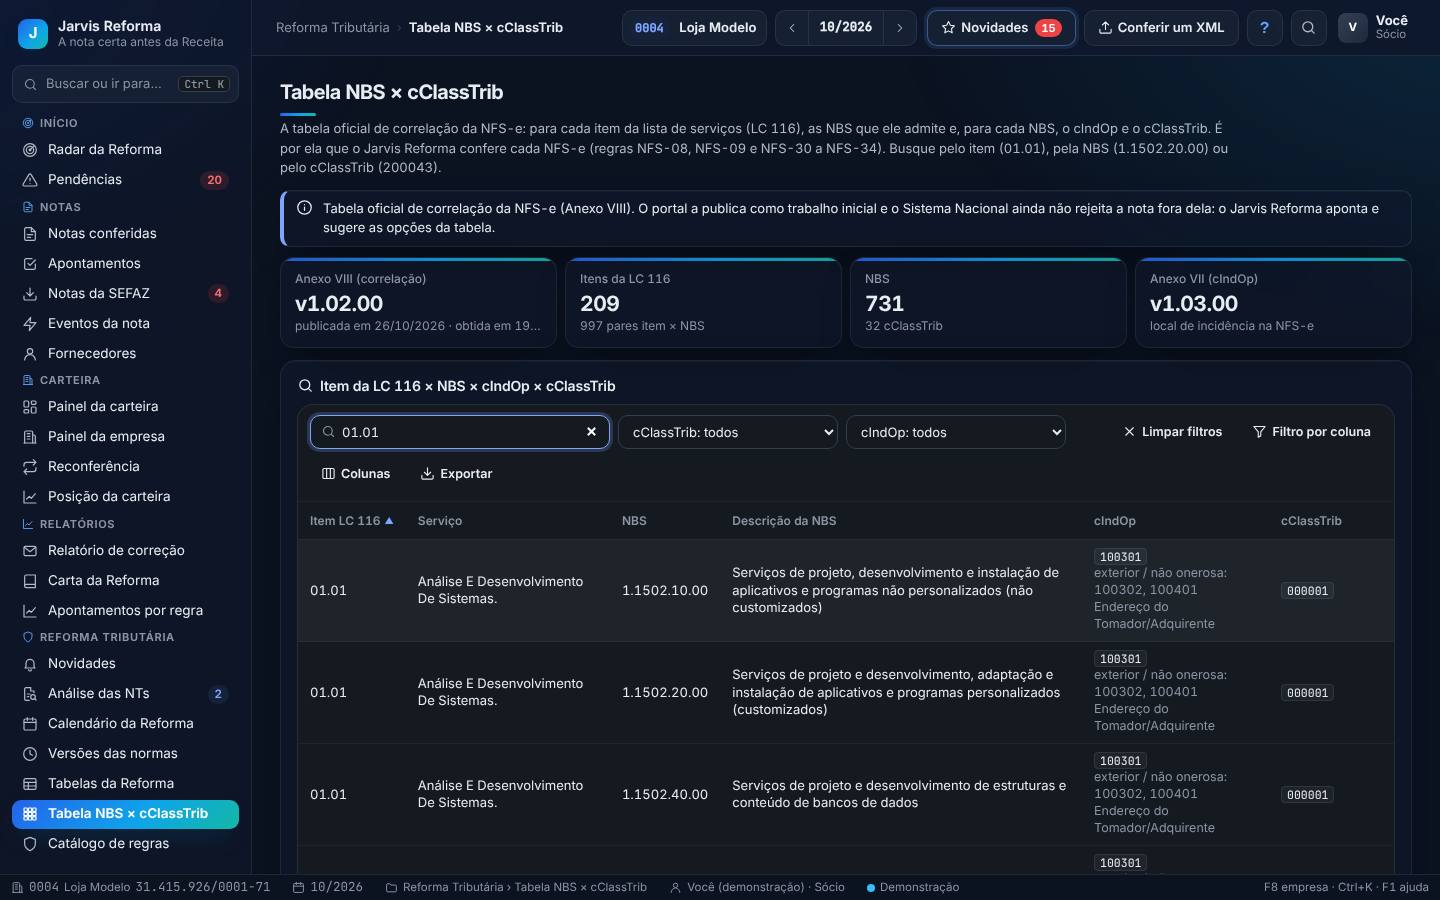 Jarvis Reforma
A nota certa antes da Receita
Buscar ou ir para... Ctrl K
INÍCIO
Radar da Reforma
Pendências 20
NOTAS
Notas conferidas
Apontamentos
Notas da SEFAZ 4
Eventos da nota
Fornecedores
CARTEIRA
Painel da carteira
Painel da empresa
Reconferência
Posição da carteira
RELATÓRIOS
Relatório de correção
Carta da Reforma
Apontamentos por regra
REFORMA TRIBUTÁRIA
Novidades
Análise das NTs 2
Calendário da Reforma
Versões das normas
Tabelas da Reforma
Tabela NBS × cClassTrib
Catálogo de regras
Reforma Tributária › Tabela NBS × cClassTrib
0004 Loja Modelo
‹ 10/2026 ›
Novidades 15
Conferir um XML
?
V Você
Sócio
Tabela NBS × cClassTrib
A tabela oficial de correlação da NFS-e: para cada item da lista de serviços (LC 116), as NBS que ele admite e, para cada NBS, o cIndOp e o cClassTrib. É
por ela que o Jarvis Reforma confere cada NFS-e (regras NFS-08, NFS-09 e NFS-30 a NFS-34). Busque pelo item (01.01), pela NBS (1.1502.20.00) ou
pelo cClassTrib (200043).
Tabela oficial de correlação da NFS-e (Anexo VIII). O portal a publica como trabalho inicial e o Sistema Nacional ainda não rejeita a nota fora dela: o Jarvis Reforma aponta e
sugere as opções da tabela.
Anexo VIII (correlação)
v1.02.00
publicada em 26/10/2026 · obtida em 19...
Itens da LC 116
209
997 pares item × NBS
NBS
731
32 cClassTrib
Anexo VII (cIndOp)
v1.03.00
local de incidência na NFS-e
Item da LC 116 × NBS × cIndOp × cClassTrib
01.01 ×
cClassTrib: todos
cIndOp: todos
Limpar filtros
Filtro por coluna
Colunas
Exportar
Item LC 116 Serviço NBS Descrição da NBS cIndOp cClassTrib
01.01
Análise E Desenvolvimento
De Sistemas.
1.1502.10.00
Serviços de projeto, desenvolvimento e instalação de
aplicativos e programas não personalizados (não
customizados)
100301
exterior / não onerosa:
100302, 100401
Endereço do
Tomador/Adquirente
000001
01.01
Análise E Desenvolvimento
De Sistemas.
1.1502.20.00
Serviços de projeto e desenvolvimento, adaptação e
instalação de aplicativos e programas personalizados
(customizados)
100301
exterior / não onerosa:
100302, 100401
Endereço do
Tomador/Adquirente
000001
01.01
Análise E Desenvolvimento
De Sistemas.
1.1502.40.00
Serviços de projeto e desenvolvimento de estruturas e
conteúdo de bancos de dados
100301
exterior / não onerosa:
100302, 100401
Endereço do
Tomador/Adquirente
000001
100301
0004 Loja Modelo 31.415.926/0001-71
10/2026
Reforma Tributária › Tabela NBS × cClassTrib
Você (demonstração) · Sócio
Demonstração
F8 empresa · Ctrl+K · F1 ajuda